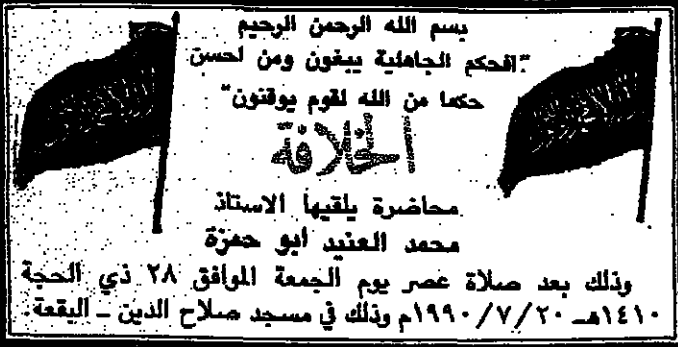 بسم الله الرحمن الرحيم
"افحكم الجاهلية يبغون ومن احسن
حكما من الله لقوم يوقنون"
الخلافة
محاضرة يلقيها الاستاذ
محمد العنيد ابو حمزة
وذلك بعد صلاة عصر يوم الجمعة الموافق ٢٨ ذي الحجة
١٤١٠هـ ٢٠/٧/١٩٩٠م وذلك في مسجد صلاح الدين ــ البقعة.